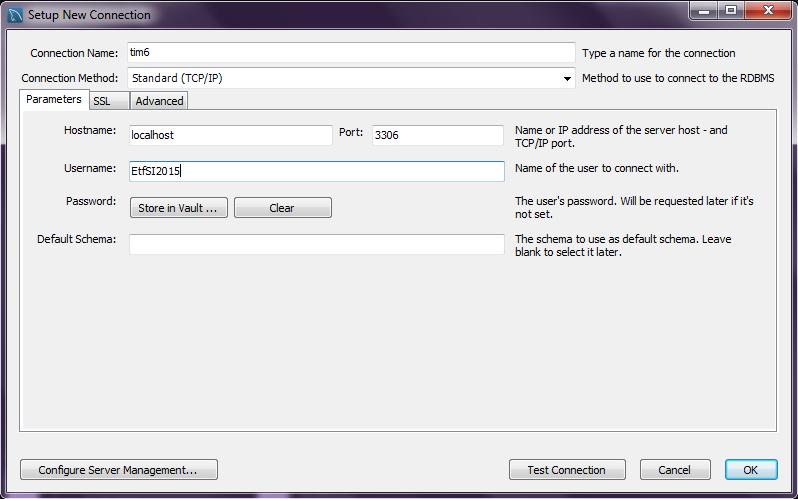 Setup New Connection
Connection Name: tim6 Type a name for the connection
Connection Method: Standard (TCP/IP) Method to use to connect to the RDBMS
Parameters SSL Advanced
Hostname: localhost Port: 3306 Name or IP address of the server host - and
TCP/IP port.
Username: EtfSI2015 Name of the user to connect with.
Password: Store in Vault ... Clear The user's password. Will be requested later if it's
not set.
Default Schema: The schema to use as default schema. Leave
blank to select it later.
Configure Server Management... Test Connection Cancel OK